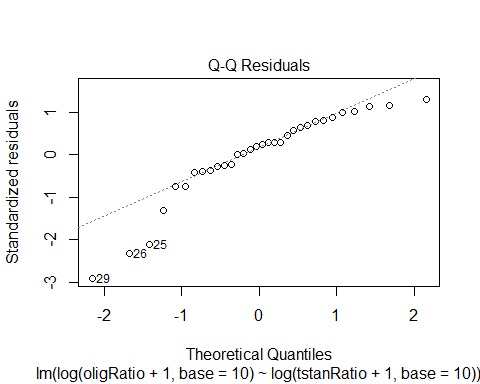 Q-Q Residuals
Standardized residuals
1
0
-1
-2
-3
29
26
25
-2 -1 0 1 2
Theoretical Quantiles
lm(log(oligRatio + 1, base = 10) ~ log(tstanRatio + 1, base = 10))